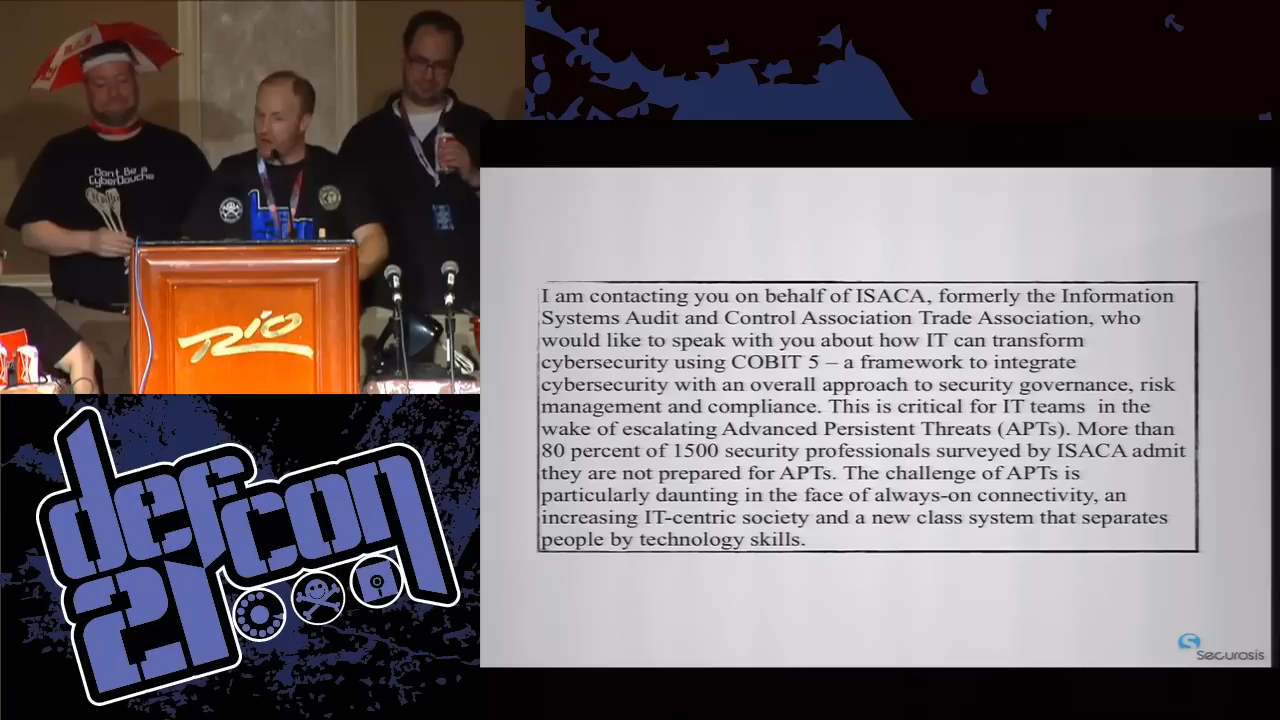 Don't Be a
CyberDouche
Rio
I am contacting you on behalf of ISACA, formerly the Information
Systems Audit and Control Association Trade Association, who
would like to speak with you about how IT can transform
cybersecurity using COBIT 5 – a framework to integrate
cybersecurity with an overall approach to security governance, risk
management and compliance. This is critical for IT teams  in the
wake of escalating Advanced Persistent Threats (APTs). More than
80 percent of 1500 security professionals surveyed by ISACA admit
they are not prepared for APTs. The challenge of APTs is
particularly daunting in the face of always-on connectivity, an
increasing IT-centric society and a new class system that separates
people by technology skills.
Securosis
defcon
21